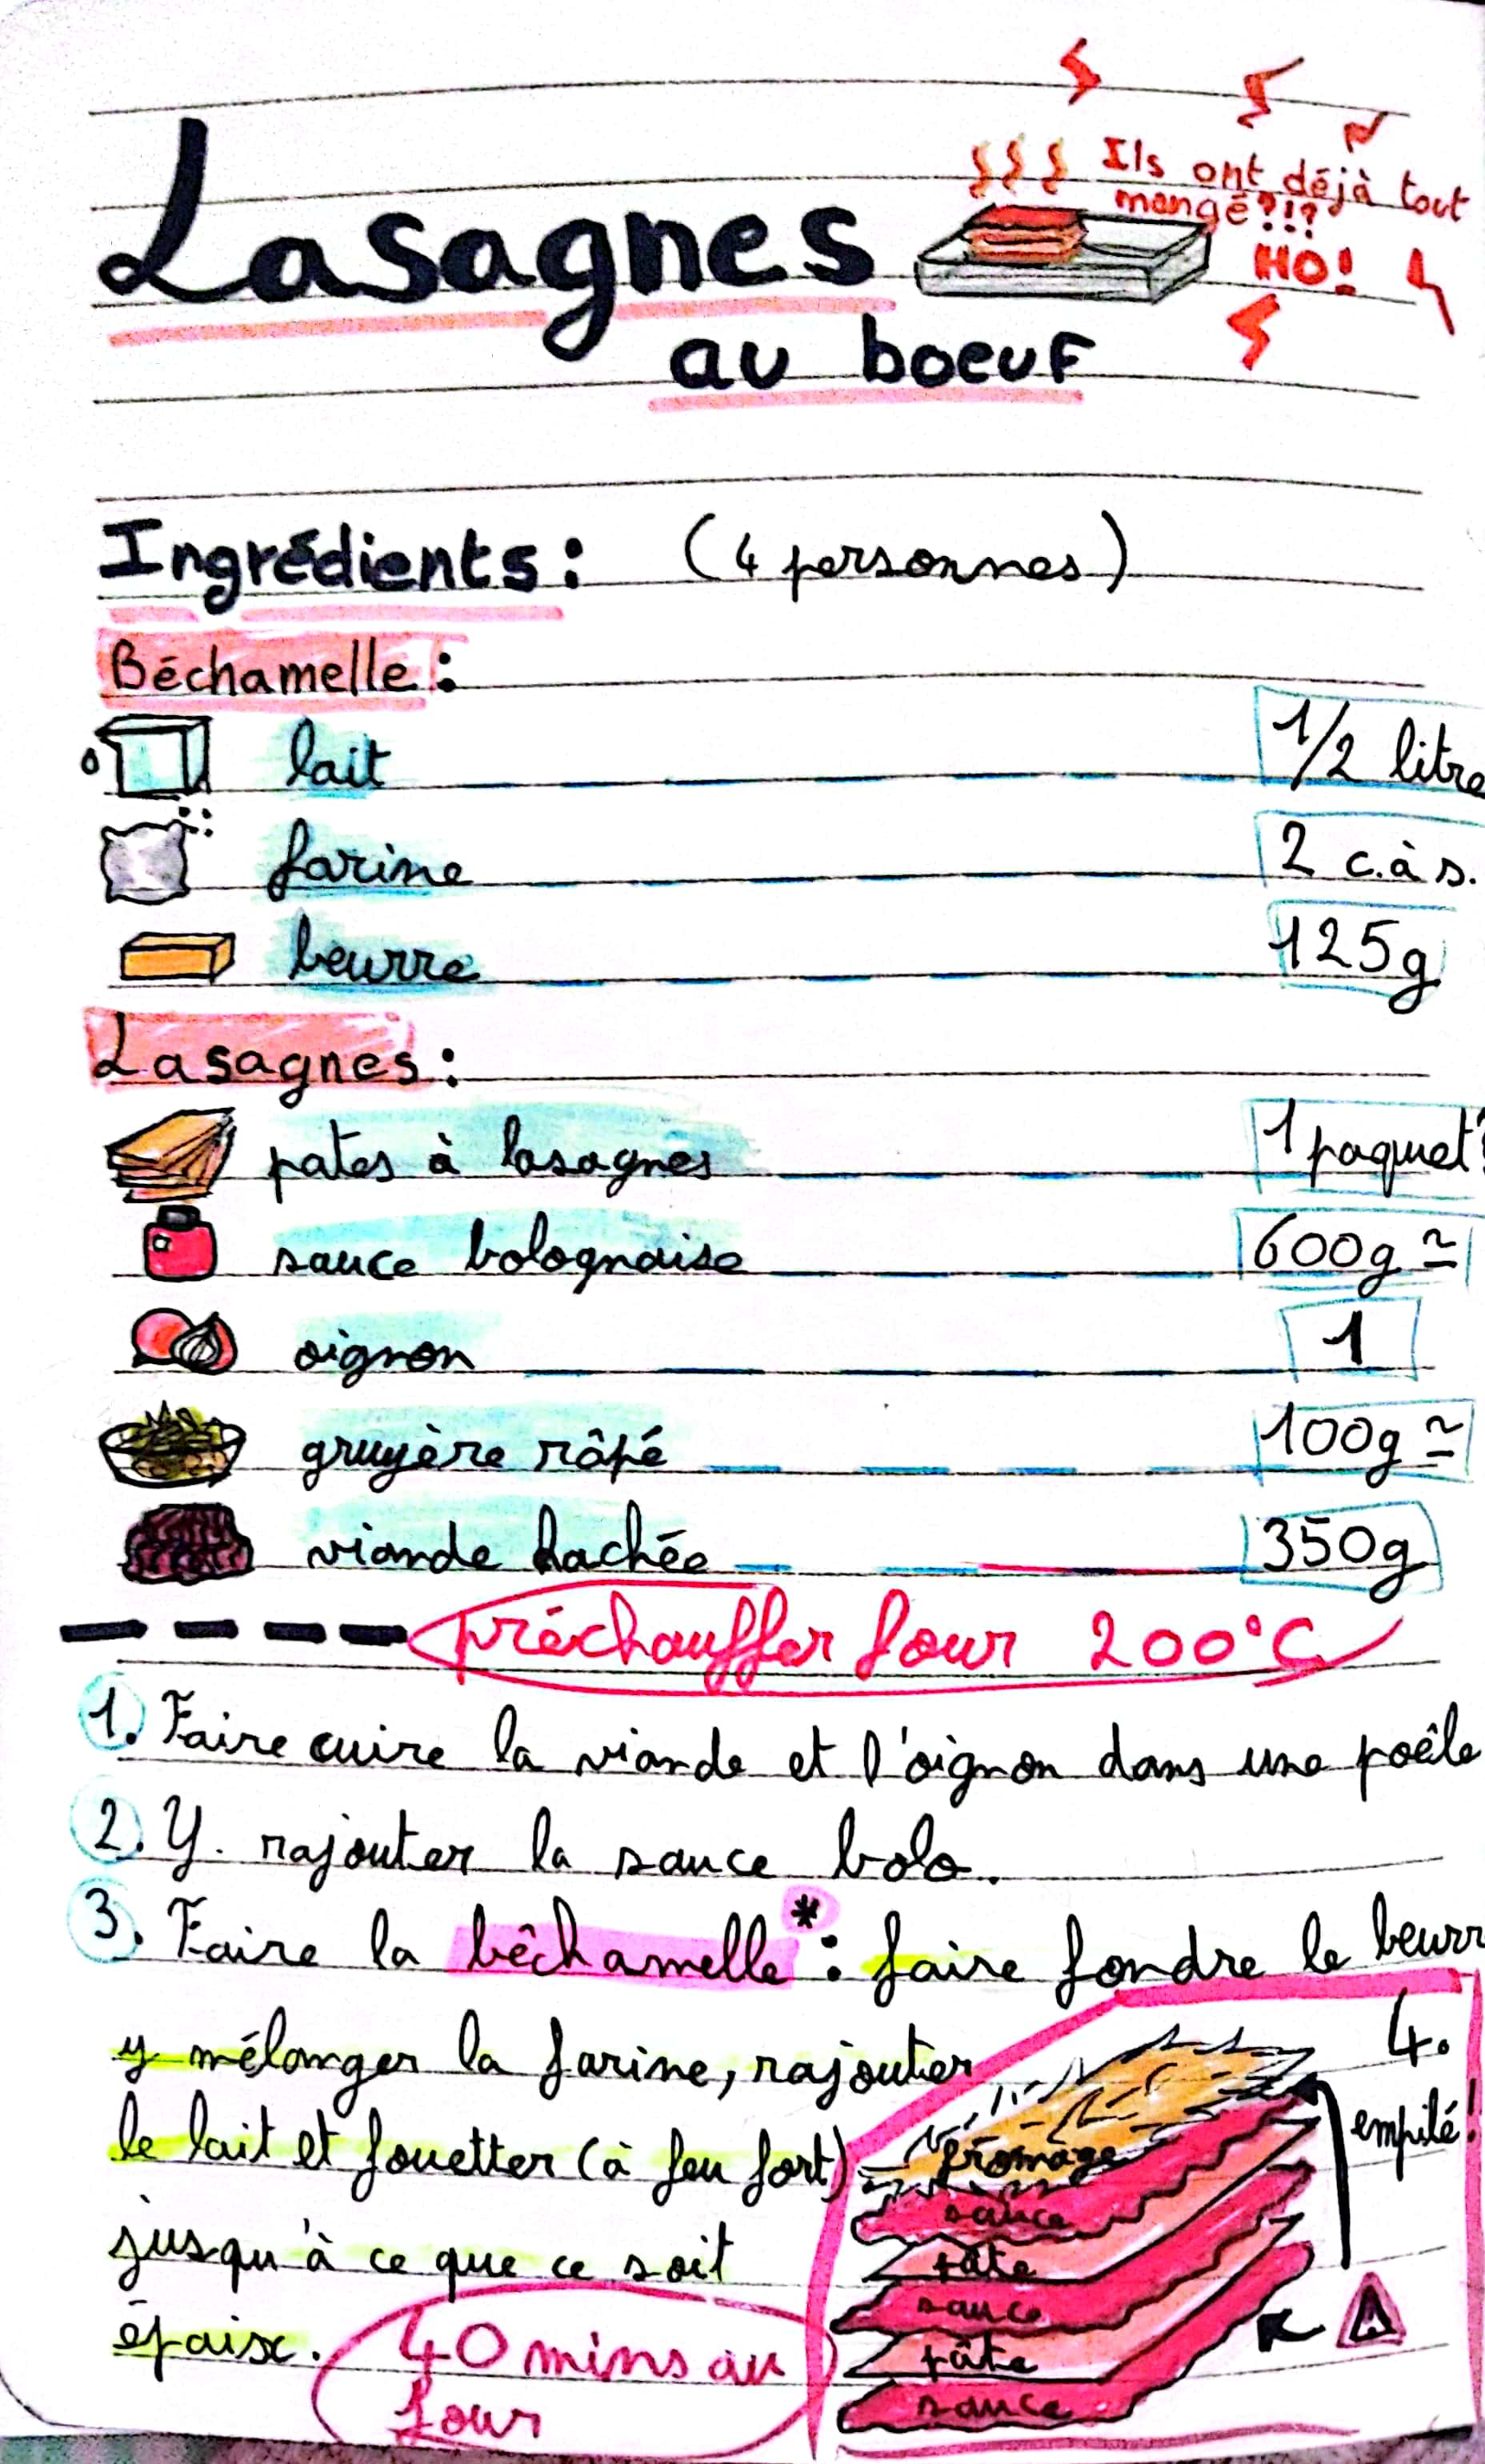 Ils ont déjà tout
mangé?!?
HO!
Lasagnes
au boeuf
Ingrédients : (4 personnes)
Béchamelle :
lait 1/2 litre
farine 2 c.à s.
beurre 125g
Lasagnes :
pates à lasagnes 1 paquet
sauce bolognaise 600g ≃
oignon 1
gruyère râpé 100g ≃
viande hachée 350g
préchauffer four 200°C
1. Faire cuire la viande et l'oignon dans une poêle
2. Y rajouter la sauce bolo.
3. Faire la bêchamelle* : faire fondre le beurr
y mélanger la farine, rajouter
le lait et fouetter (à feu fort)
jusqu'à ce que ce soit
épaisc.
40 mins au
four
4.
empilé!
fromage
sauce
pâte
sauce
pâte
sauce